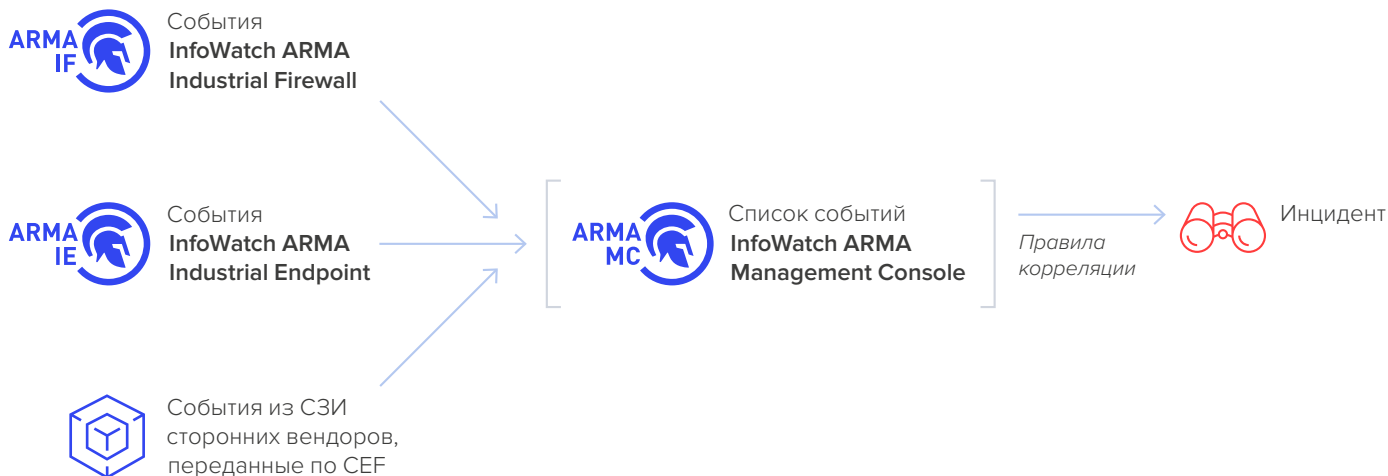 ARMA
IF
События
InfoWatch ARMA
Industrial Firewall
ARMA
IE
События
InfoWatch ARMA
Industrial Endpoint
События из СЗИ
сторонних вендоров,
переданные по CEF
ARMA
MC
Список событий
InfoWatch ARMA
Management Console
Правила
корреляции
Инцидент